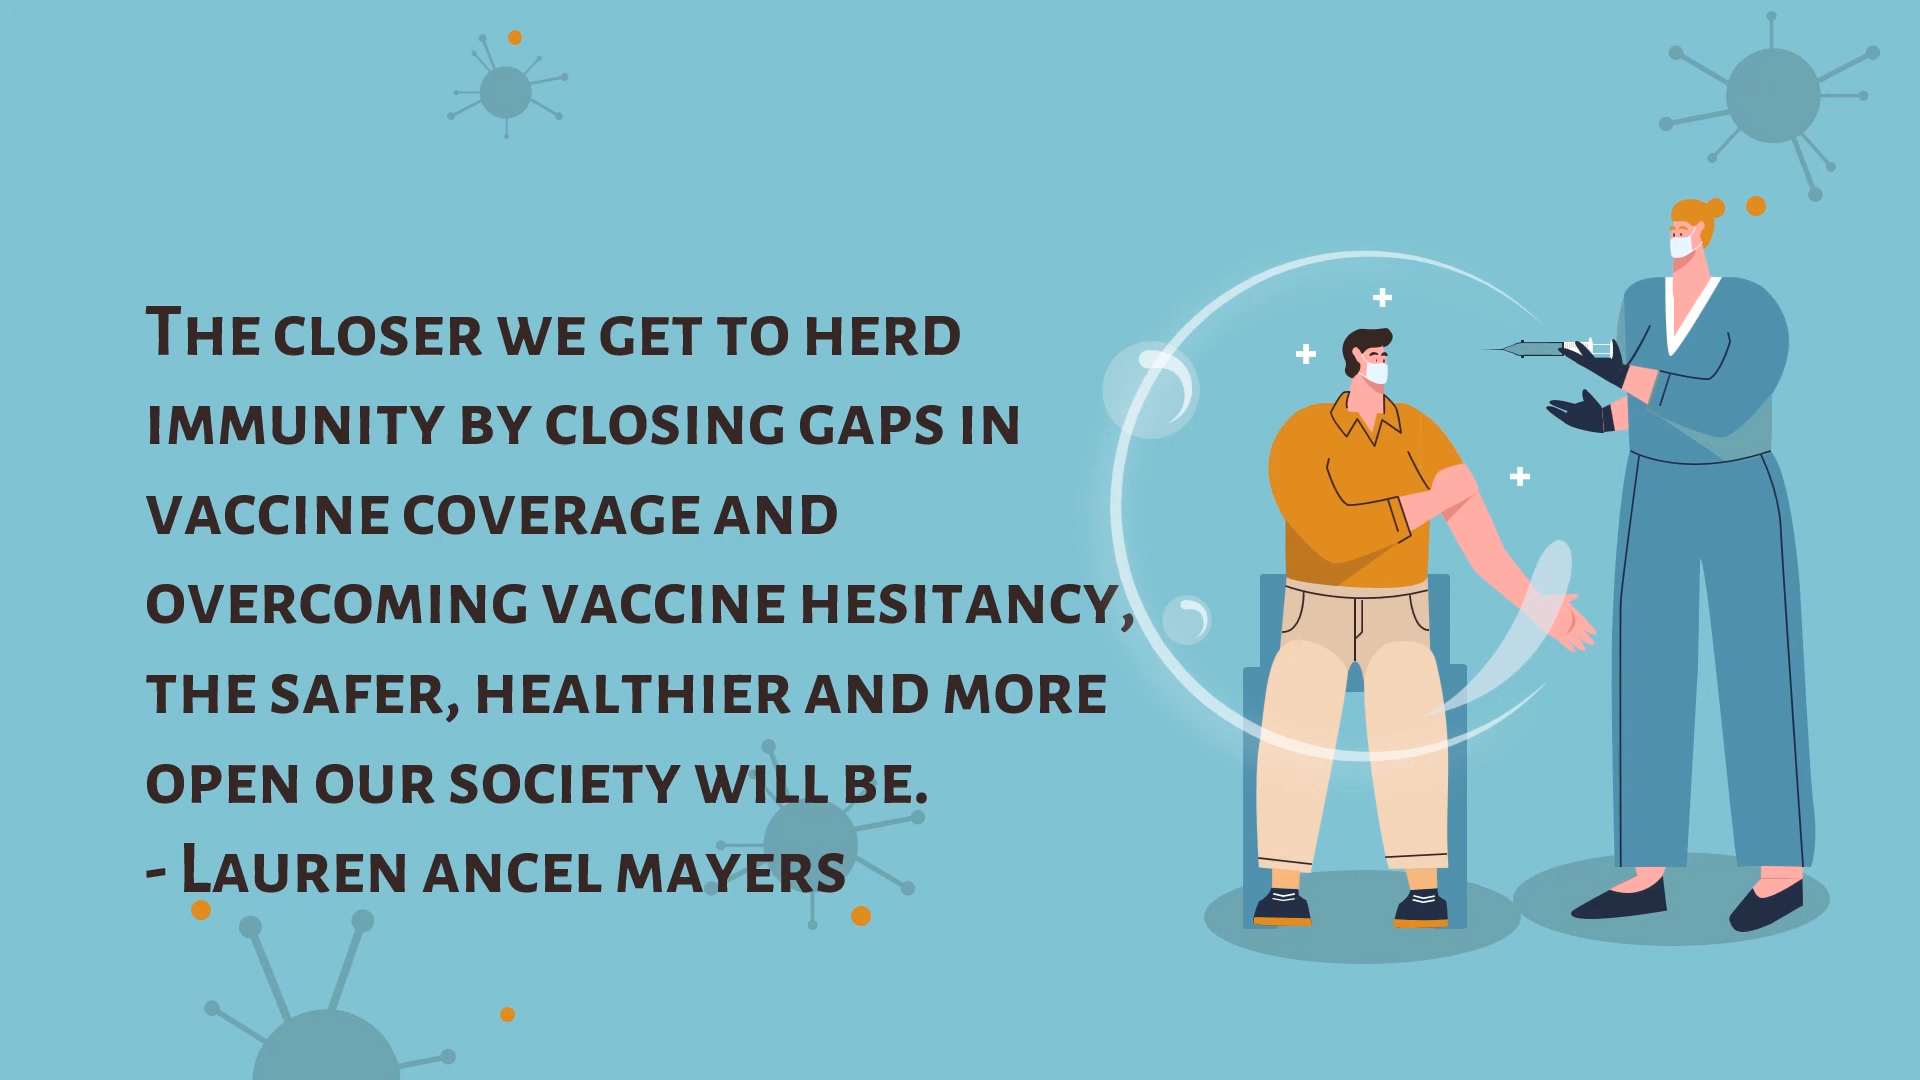 The closer we get to herd
immunity by closing gaps in
vaccine coverage and
overcoming vaccine hesitancy,
the safer, healthier and more
open our society will be.
- Lauren ancel mayers